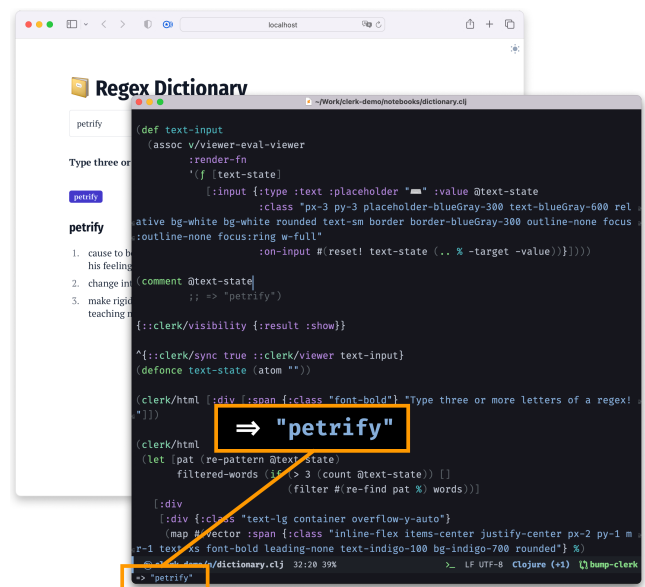 localhost
📒 Regex Dictionary
petrify
Type three or
petrify
petrify
1. cause to b
his feeling
2. change int
3. make rigid
teaching n
~/Work/clerk-demo/notebooks/dictionary.clj
(def text-input
(assoc v/viewer-eval-viewer
:render-fn
'(ƒ [text-state]
[:input {:type :text :placeholder "⌨️" :value @text-state
:class "px-3 py-3 placeholder-blueGray-300 text-blueGray-600 rel
ative bg-white bg-white rounded text-sm border border-blueGray-300 outline-none focus
:outline-none focus:ring w-full"
:on-input #(reset! text-state (.. % -target -value))}])))
(comment @text-state
;; => "petrify")
{::clerk/visibility {:result :show}}
^{::clerk/sync true ::clerk/viewer text-input}
(defonce text-state (atom ""))
(clerk/html [:div [:span {:class "font-bold"} "Type three or more letters of a regex!
"]])
⇒ "petrify"
(clerk/html
(let [pat (re-pattern @text-state)
filtered-words (if (> 3 (count @text-state)) []
(filter #(re-find pat %) words))]
[:div
[:div {:class "text-lg container overflow-y-auto"}
(map #(vector :span {:class "inline-flex items-center justify-center px-2 py-1 m
r-1 text-xs font-bold leading-none text-indigo-100 bg-indigo-700 rounded"} %)
/dictionary.clj 32:20 39% >_ LF UTF-8 Clojure (+1) bump-clerk
=> "petrify"